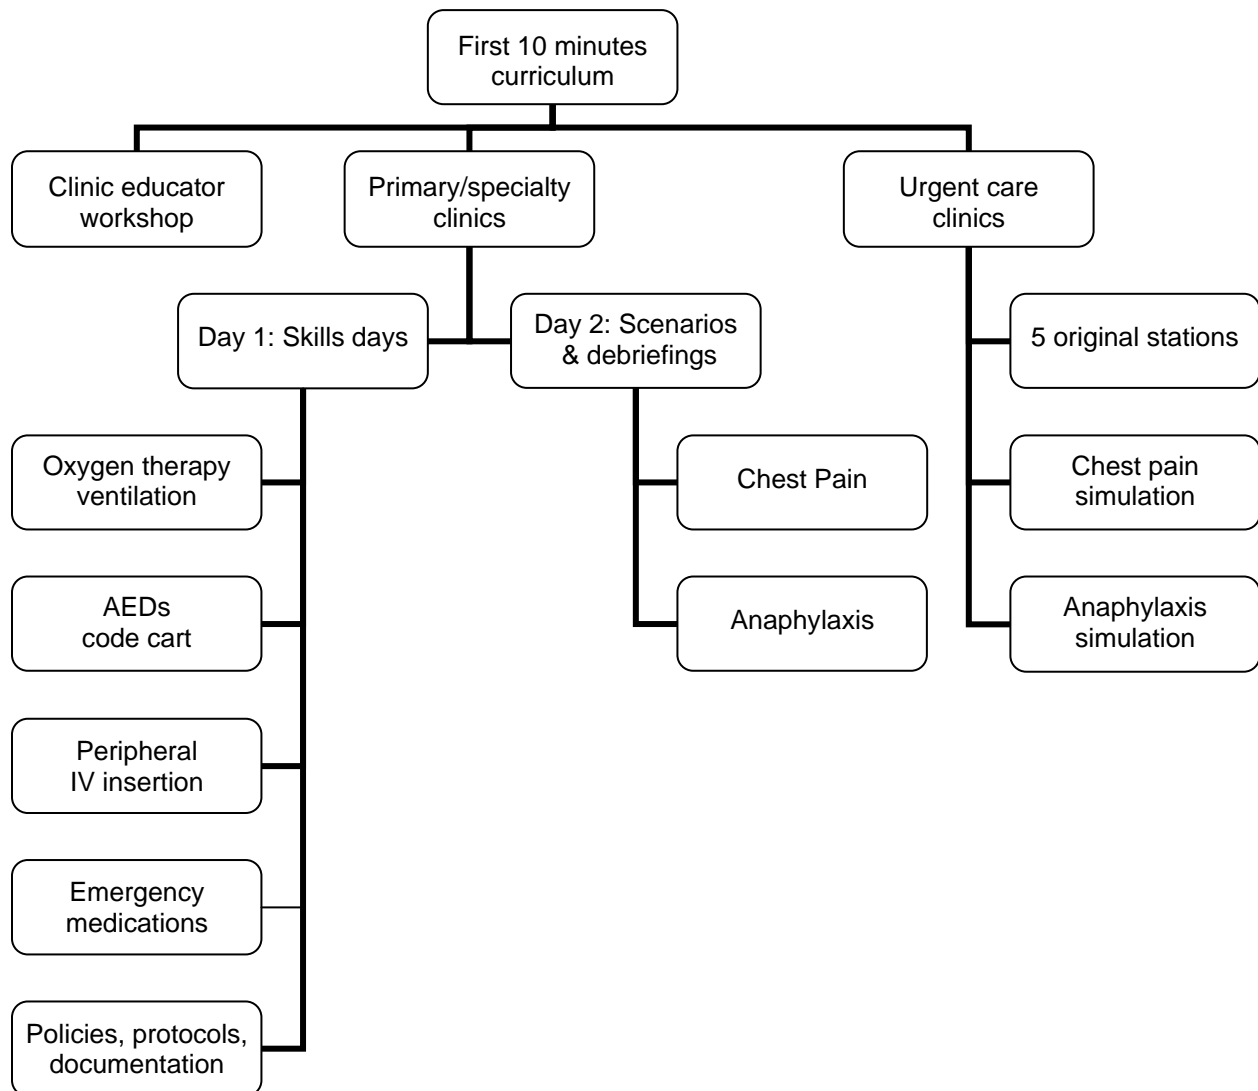 First 10 minutes
curriculum
Clinic educator
workshop
Primary/specialty
clinics
Urgent care
clinics
Day 1: Skills days
Day 2: Scenarios
& debriefings
5 original stations
Oxygen therapy
ventilation
Chest Pain
Chest pain
simulation
AEDs
code cart
Anaphylaxis
Anaphylaxis
simulation
Peripheral
IV insertion
Emergency
medications
Policies, protocols,
documentation